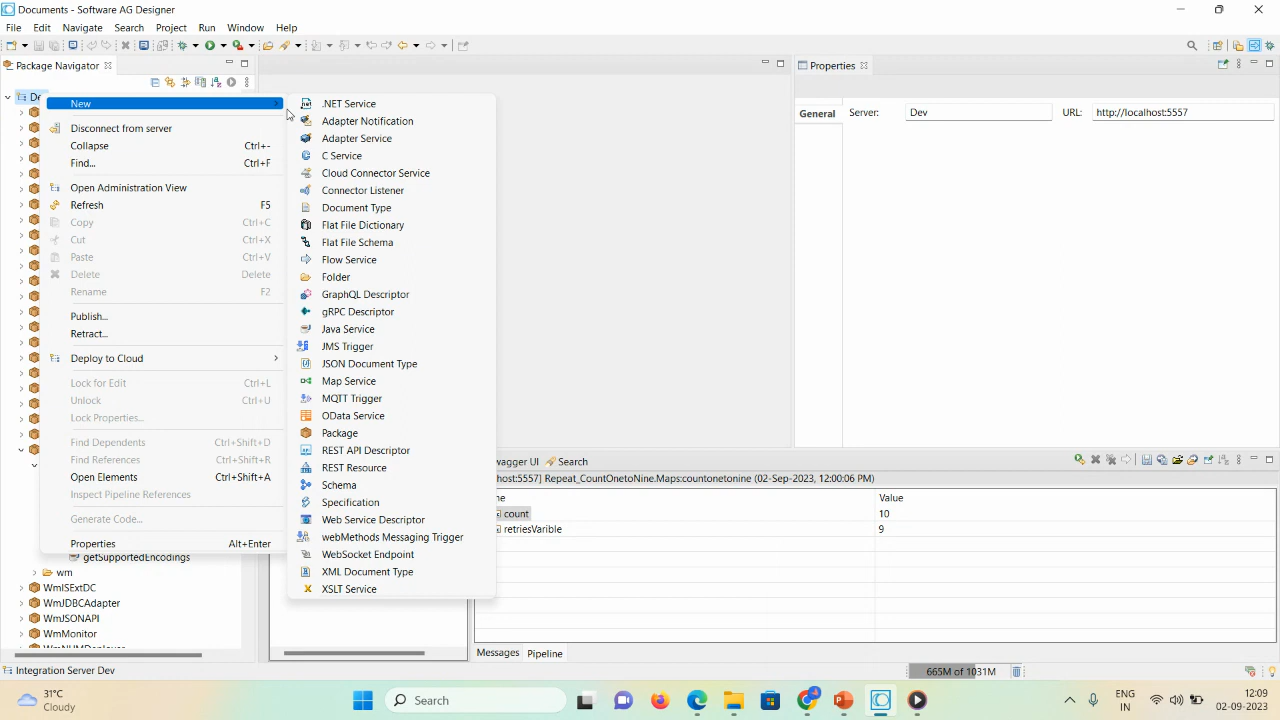 Documents - Software AG Designer
File Edit Navigate Search Project Run Window Help
Package Navigator
Properties
General
Server:
Dev
URL:
http://localhost:5557
New
Disconnect from server
Collapse Ctrl+-
Find... Ctrl+F
Open Administration View
Refresh F5
Copy Ctrl+C
Cut Ctrl+X
Paste Ctrl+V
Delete Delete
Rename F2
Publish...
Retract...
Deploy to Cloud
Lock for Edit Ctrl+L
Unlock Ctrl+U
Lock Properties...
Find Dependents Ctrl+Shift+D
Find References Ctrl+Shift+R
Open Elements Ctrl+Shift+A
Inspect Pipeline References
Generate Code...
Properties Alt+Enter
.NET Service
Adapter Notification
Adapter Service
C Service
Cloud Connector Service
Connector Listener
Document Type
Flat File Dictionary
Flat File Schema
Flow Service
Folder
GraphQL Descriptor
gRPC Descriptor
Java Service
JMS Trigger
JSON Document Type
Map Service
MQTT Trigger
OData Service
Package
REST API Descriptor
REST Resource
Schema
Specification
Web Service Descriptor
webMethods Messaging Trigger
WebSocket Endpoint
XML Document Type
XSLT Service
getSupportedEncodings
wm
WmISExtDC
WmJDBCAdapter
WmJSONAPI
WmMonitor
wagger UI Search
host:5557] Repeat_CountOnetoNine.Maps:countonetonine (02-Sep-2023, 12:00:06 PM)
me Value
count 10
retriesVarible 9
Messages Pipeline
Integration Server Dev
665M of 1031M
31°C
Cloudy
Search
ENG
IN
12:09
02-09-2023